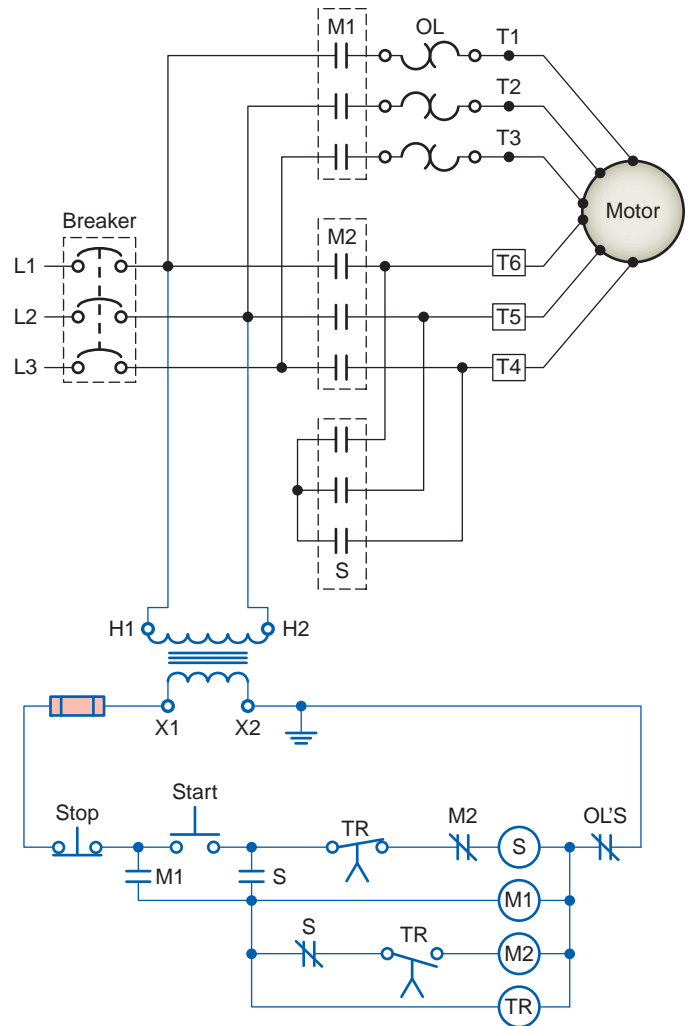 M1
OL
T1
T2
T3
Motor
Breaker
M2
L1
T6
L2
T5
L3
T4
S
H1
H2
X1
X2
Stop
Start
TR
M2
S
OL'S
M1
S
M1
S
TR
M2
TR